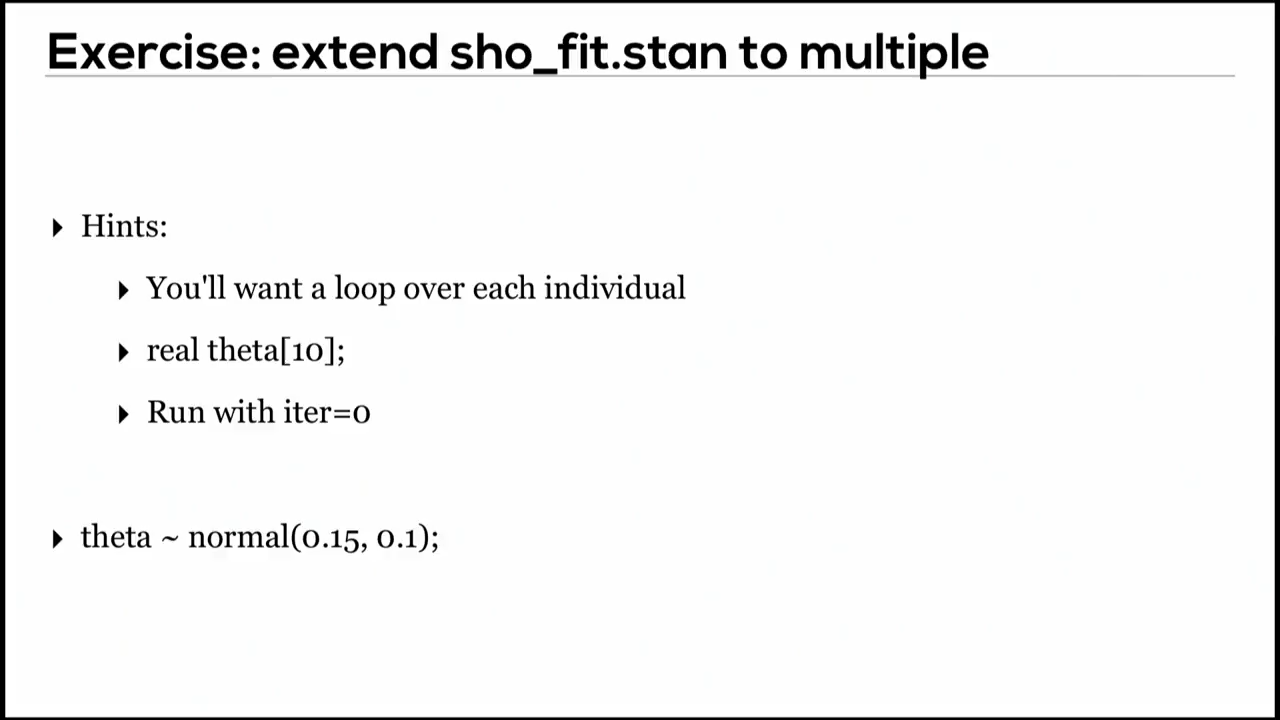 Exercise: extend sho_fit.stan to multiple
Hints:
You'll want a loop over each individual
real theta[10];
Run with iter=0
theta ~ normal(0.15, 0.1);